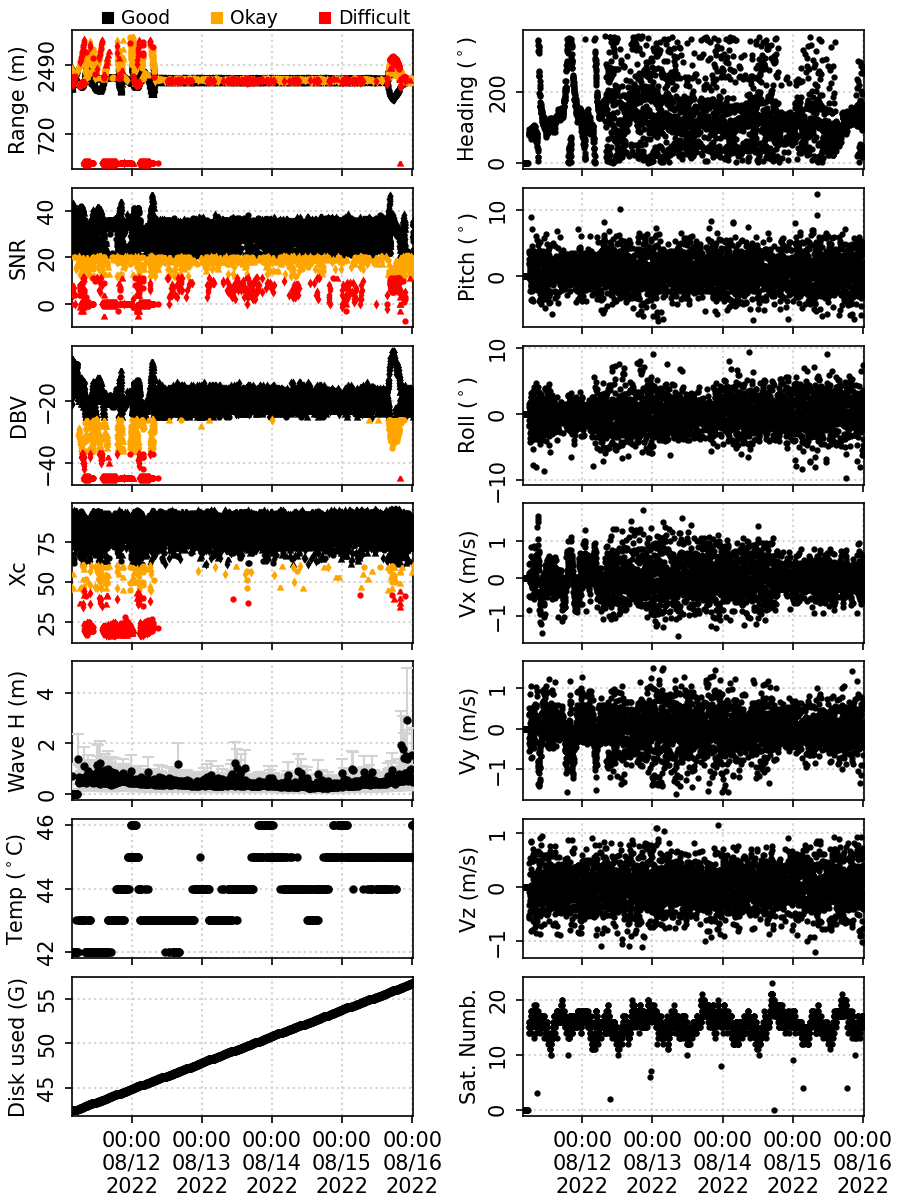 Good Okay Difficult
Range (m)
2490
720
Heading (°)
200
0
SNR
40
20
0
Pitch (°)
10
0
DBV
−20
−40
Roll (°)
10
0
−10
Xc
75
50
25
Vx (m/s)
1
0
−1
Wave H (m)
4
2
0
Vy (m/s)
1
0
−1
Temp (°C)
46
44
42
Vz (m/s)
1
0
−1
Disk used (G)
55
50
45
Sat. Numb.
20
10
0
00:00 00:00 00:00 00:00 00:00
08/12 08/13 08/14 08/15 08/16
2022 2022 2022 2022 2022
00:00 00:00 00:00 00:00 00:00
08/12 08/13 08/14 08/15 08/16
2022 2022 2022 2022 2022